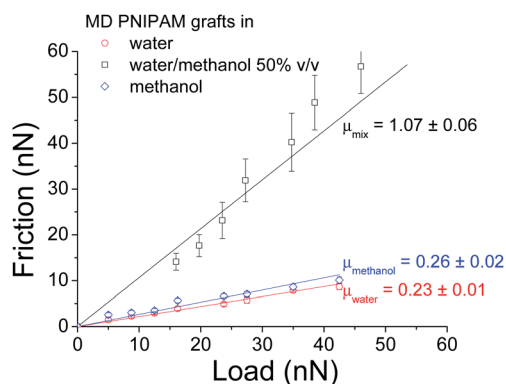 MD PNIPAM grafts in
water
water/methanol 50% v/v
methanol
60
50
40
30
20
10
0
Friction (nN)
μmix = 1.07 ± 0.06
μmethanol = 0.26 ± 0.02
μwater = 0.23 ± 0.01
0 10 20 30 40 50 60
Load (nN)